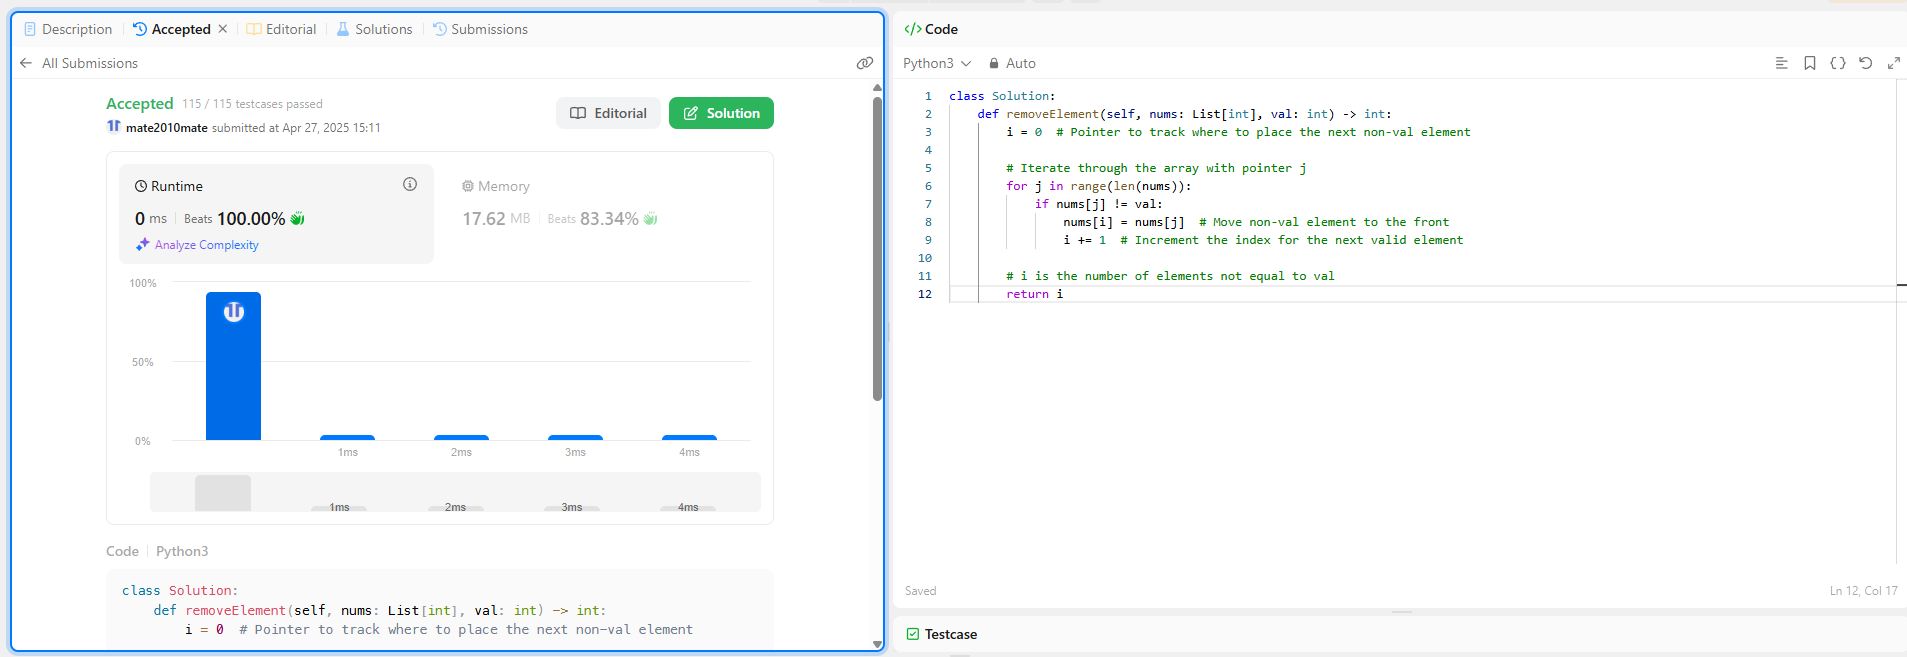 Description
Accepted
Editorial
Solutions
Submissions
All Submissions
Accepted 115 / 115 testcases passed
mate2010mate submitted at Apr 27, 2025 15:11
Editorial
Solution
Runtime
0 ms Beats 100.00%
Analyze Complexity
Memory
17.62 MB Beats 83.34%
100%
50%
0%
1ms 2ms 3ms 4ms
1ms 2ms 3ms 4ms
Code Python3
class Solution:
    def removeElement(self, nums: List[int], val: int) -> int:
        i = 0  # Pointer to track where to place the next non-val element
</> Code
Python3 Auto
1 class Solution:
2     def removeElement(self, nums: List[int], val: int) -> int:
3         i = 0  # Pointer to track where to place the next non-val element
4
5         # Iterate through the array with pointer j
6         for j in range(len(nums)):
7             if nums[j] != val:
8                 nums[i] = nums[j]  # Move non-val element to the front
9                 i += 1  # Increment the index for the next valid element
10
11         # i is the number of elements not equal to val
12         return i
Saved
Ln 12, Col 17
Testcase